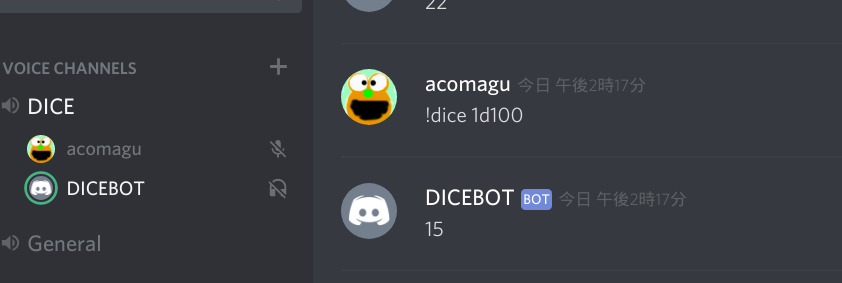 VOICE CHANNELS
DICE
acomagu
DICEBOT
General
22
acomagu 今日 午後2時17分
!dice 1d100
DICEBOT BOT 今日 午後2時17分
15